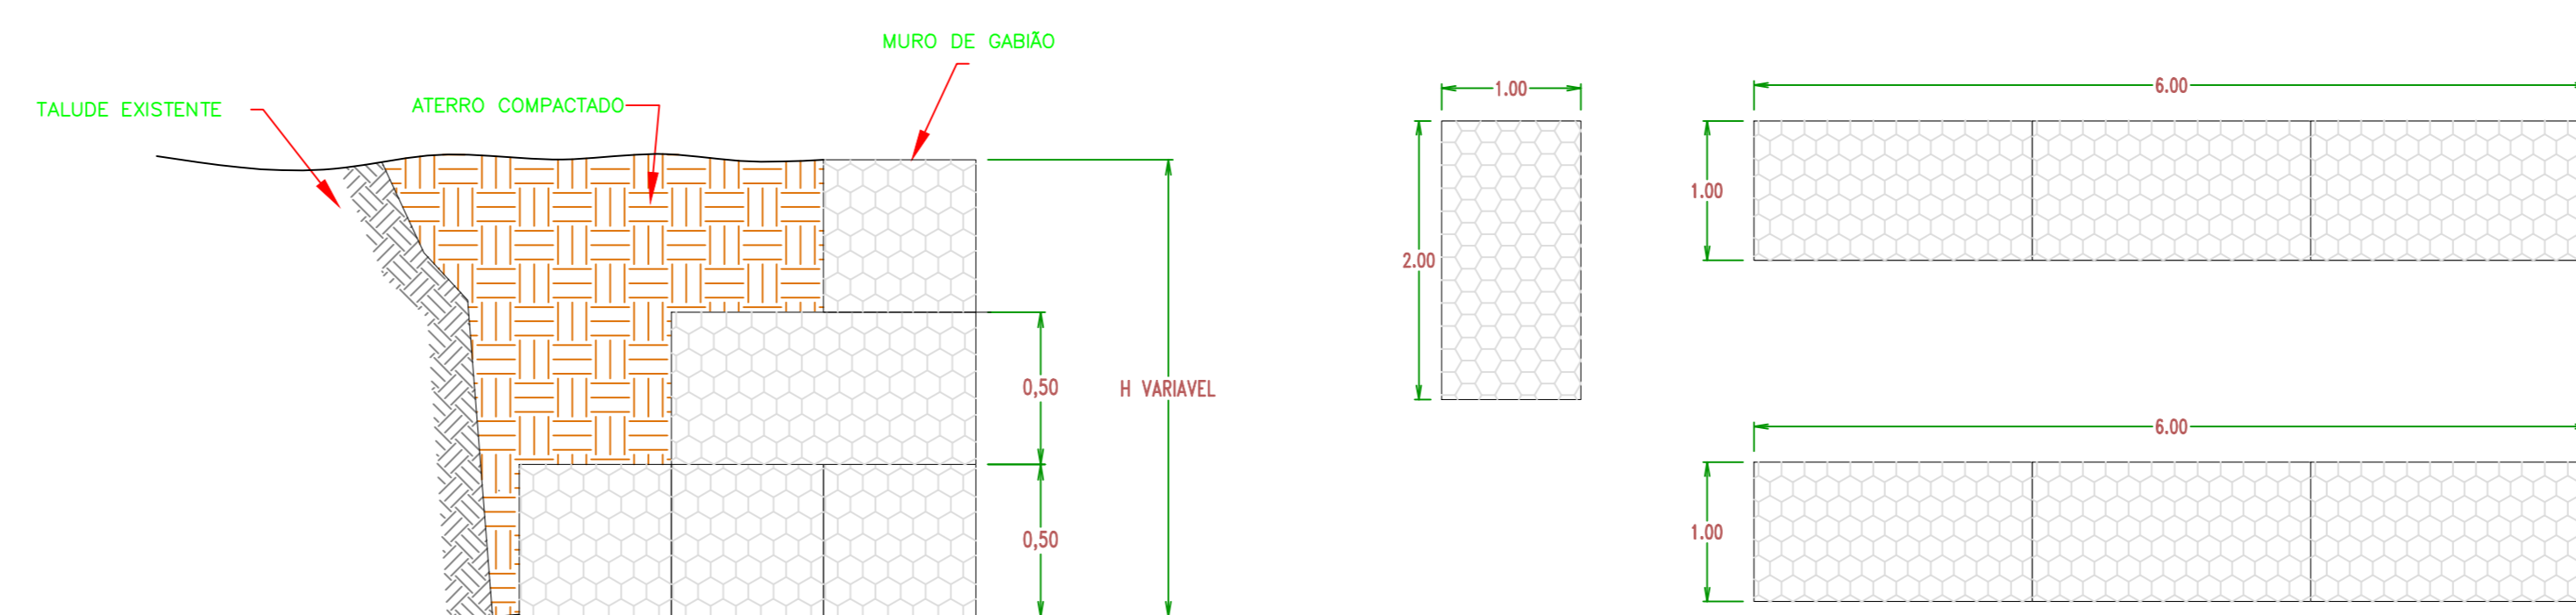 MURO DE GABIÃO
TALUDE EXISTENTE
ATERRO COMPACTADO
0,50
H VARIAVEL
0,50
1.00
2.00
6.00
1.00
6.00
1.00